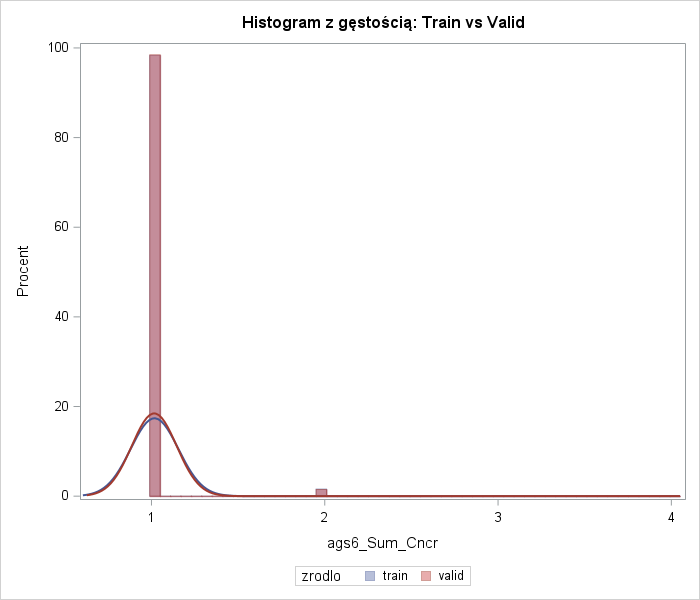 Histogram z gęstością: Train vs Valid
100
80
60
40
20
0
Procent
1 2 3 4
ags6_Sum_Cncr
zrodlo train valid